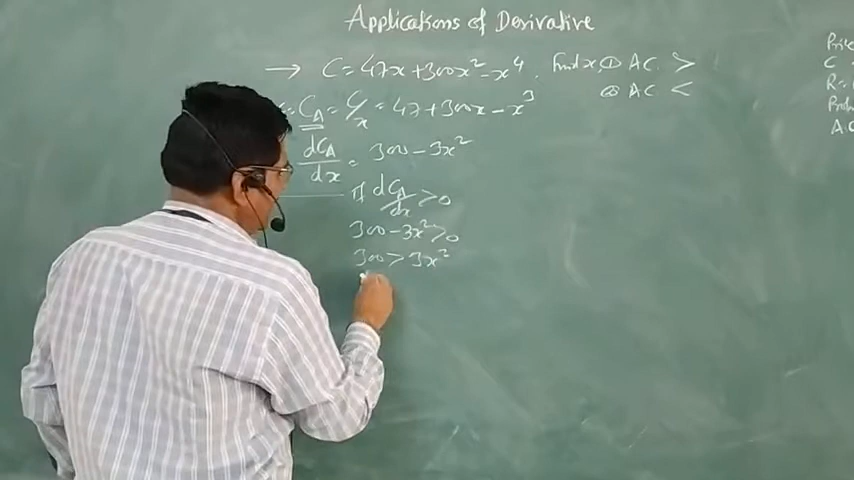 Applications of Derivative
→ C = 47x + 300x² - x⁴. Find x, ① AC. >
② AC <
= C_A = C/x = 47 + 300x - x³
dC_A/dx = 300 - 3x²
if dC_A/dx > 0
300 - 3x² > 0
300 > 3x²
C
R =
AC